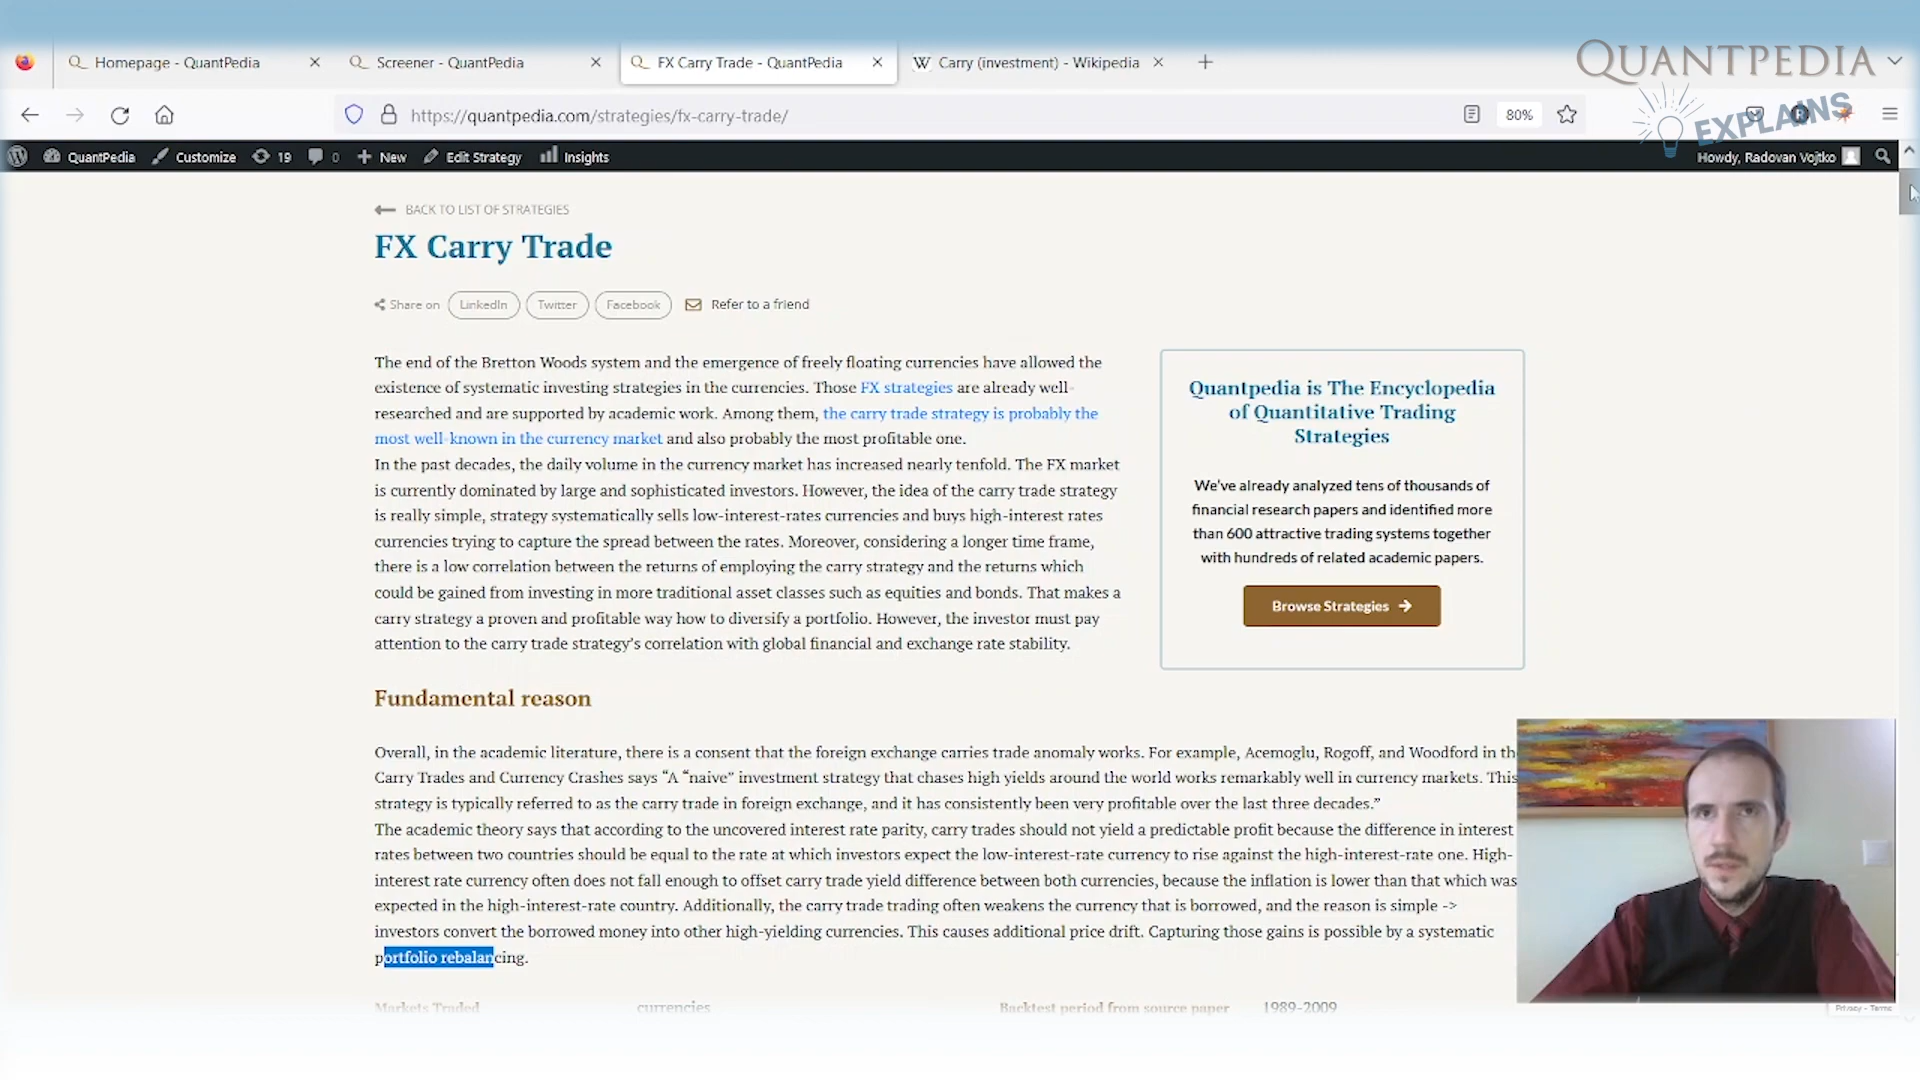 Homepage - QuantPedia
Screener - QuantPedia
FX Carry Trade - QuantPedia
W Carry (investment) - Wikipedia
QUANTPEDIA
EXPLAINS
https://quantpedia.com/strategies/fx-carry-trade/
80%
QuantPedia Customize 19 0 New Edit Strategy Insights
Howdy, Radovan Vojtko
BACK TO LIST OF STRATEGIES
FX Carry Trade
Share on LinkedIn Twitter Facebook Refer to a friend
The end of the Bretton Woods system and the emergence of freely floating currencies have allowed the
existence of systematic investing strategies in the currencies. Those FX strategies are already well-
researched and are supported by academic work. Among them, the carry trade strategy is probably the
most well-known in the currency market and also probably the most profitable one.
In the past decades, the daily volume in the currency market has increased nearly tenfold. The FX market
is currently dominated by large and sophisticated investors. However, the idea of the carry trade strategy
is really simple, strategy systematically sells low-interest-rates currencies and buys high-interest rates
currencies trying to capture the spread between the rates. Moreover, considering a longer time frame,
there is a low correlation between the returns of employing the carry strategy and the returns which
could be gained from investing in more traditional asset classes such as equities and bonds. That makes a
carry strategy a proven and profitable way how to diversify a portfolio. However, the investor must pay
attention to the carry trade strategy's correlation with global financial and exchange rate stability.
Quantpedia is The Encyclopedia
of Quantitative Trading
Strategies
We've already analyzed tens of thousands of
financial research papers and identified more
than 600 attractive trading systems together
with hundreds of related academic papers.
Browse Strategies
Fundamental reason
Overall, in the academic literature, there is a consent that the foreign exchange carries trade anomaly works. For example, Acemoglu, Rogoff, and Woodford in the
Carry Trades and Currency Crashes says “A “naive” investment strategy that chases high yields around the world works remarkably well in currency markets. This
strategy is typically referred to as the carry trade in foreign exchange, and it has consistently been very profitable over the last three decades.”
The academic theory says that according to the uncovered interest rate parity, carry trades should not yield a predictable profit because the difference in interest
rates between two countries should be equal to the rate at which investors expect the low-interest-rate currency to rise against the high-interest-rate one. High-
interest rate currency often does not fall enough to offset carry trade yield difference between both currencies, because the inflation is lower than that which was
expected in the high-interest-rate country. Additionally, the carry trade trading often weakens the currency that is borrowed, and the reason is simple ->
investors convert the borrowed money into other high-yielding currencies. This causes additional price drift. Capturing those gains is possible by a systematic
portfolio rebalancing.
Markets Traded currencies Backtest period from source paper 1989-2009
Privacy - Terms